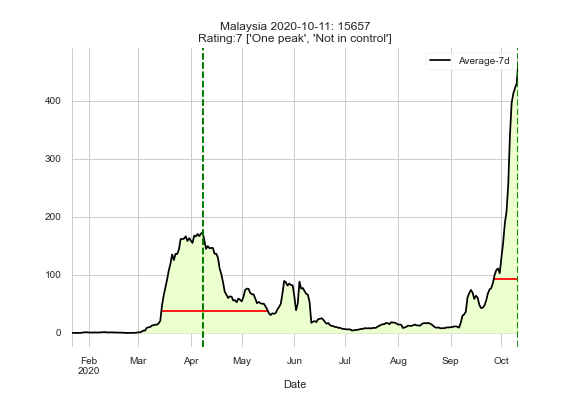 Malaysia 2020-10-11: 15657
Rating:7 ['One peak', 'Not in control']
Average-7d
400
300
200
100
0
Feb Mar Apr May Jun Jul Aug Sep Oct
2020
Date